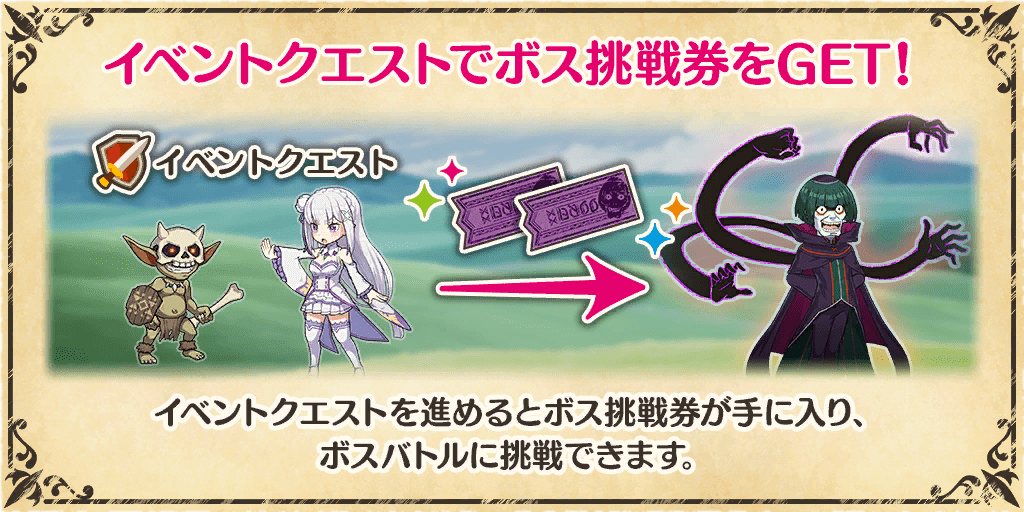 イベントクエストでボス挑戦券をGET!
イベントクエスト
イベントクエストを進めるとボス挑戦券が手に入り、
ボスバトルに挑戦できます。